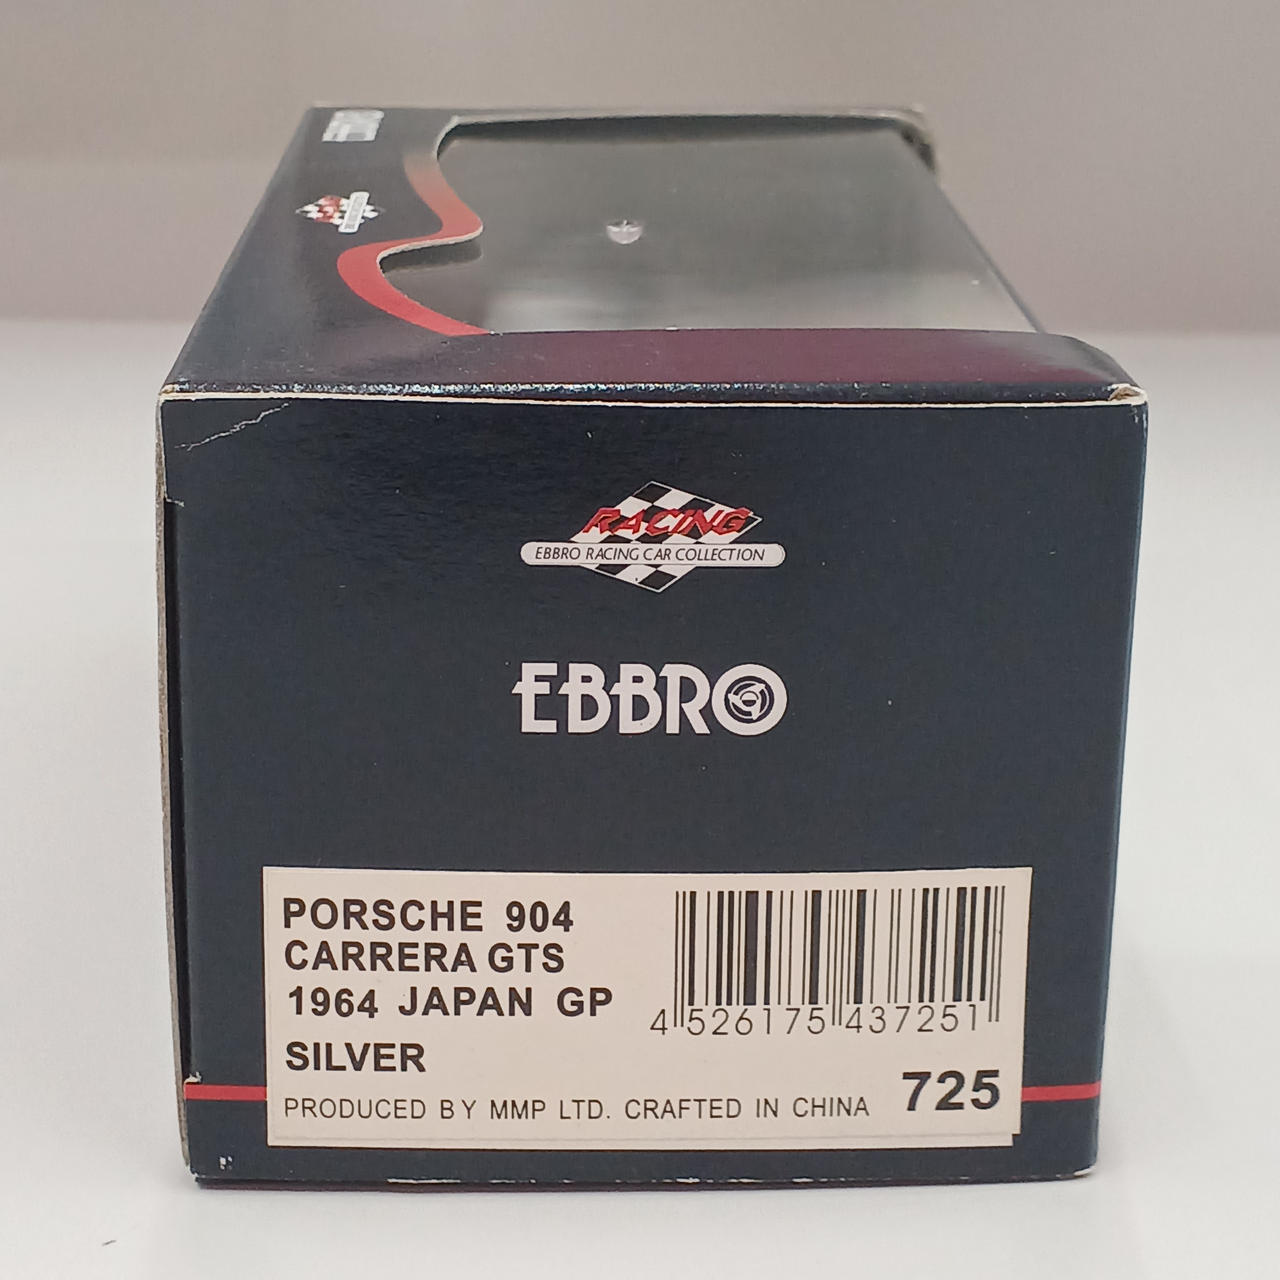 RACING
EBBRO RACING CAR COLLECTION
EBBRO
PORSCHE 904
CARRERA GTS
1964 JAPAN GP
SILVER
PRODUCED BY MMP LTD. CRAFTED IN CHINA
4 526175 437251
725